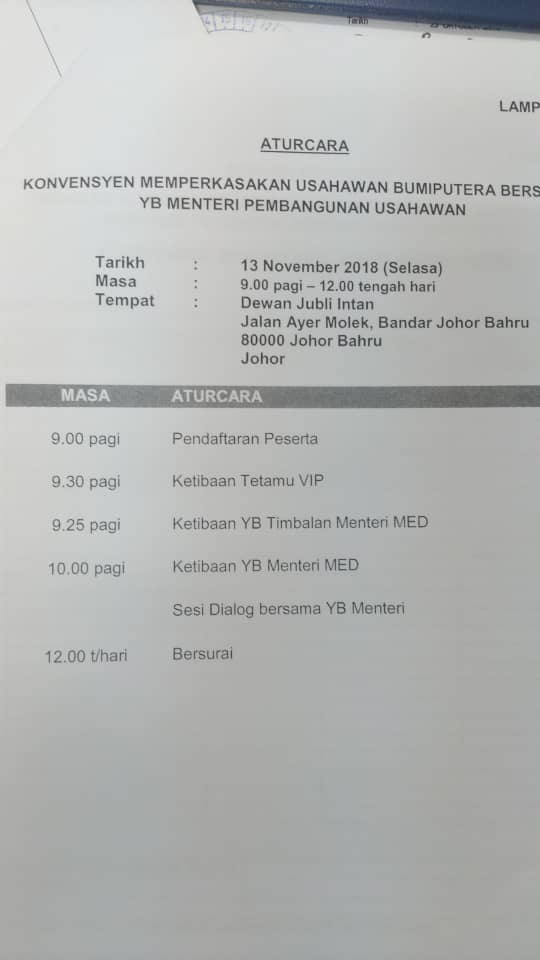 Tarikh
LAMP
ATURCARA
KONVENSYEN MEMPERKASAKAN USAHAWAN BUMIPUTERA BERS
YB MENTERI PEMBANGUNAN USAHAWAN
Tarikh : 13 November 2018 (Selasa)
Masa : 9.00 pagi – 12.00 tengah hari
Tempat : Dewan Jubli Intan
Jalan Ayer Molek, Bandar Johor Bahru
80000 Johor Bahru
Johor
MASA ATURCARA
9.00 pagi Pendaftaran Peserta
9.30 pagi Ketibaan Tetamu VIP
9.25 pagi Ketibaan YB Timbalan Menteri MED
10.00 pagi Ketibaan YB Menteri MED
Sesi Dialog bersama YB Menteri
12.00 t/hari Bersurai